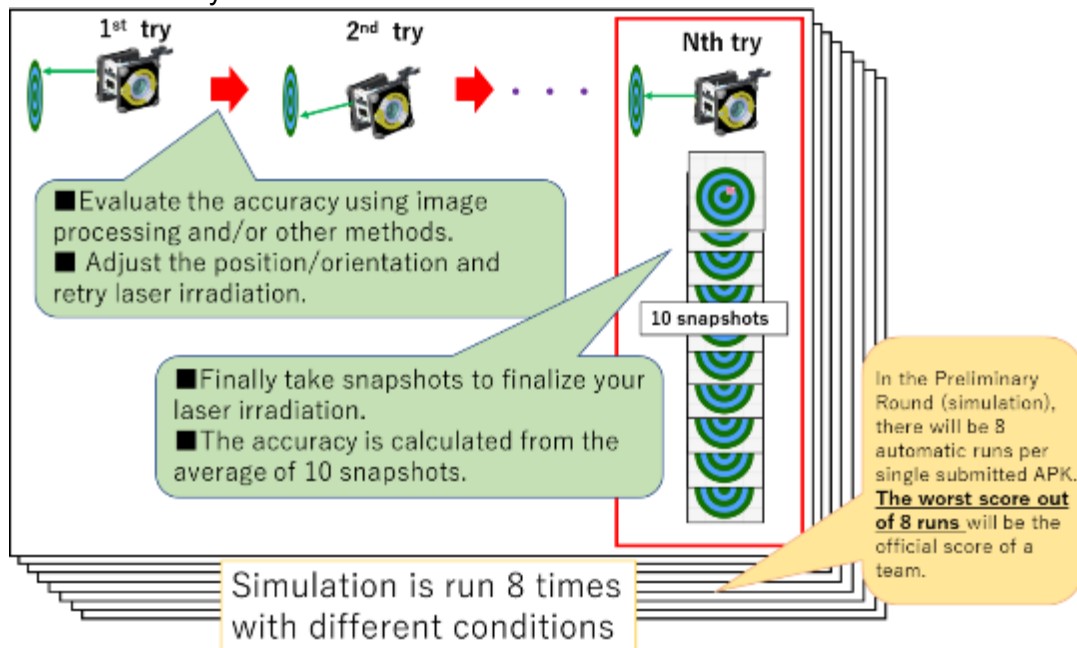 1st try
2nd try
Nth try
■Evaluate the accuracy using image
processing and/or other methods.
■ Adjust the position/orientation and
retry laser irradiation.
10 snapshots
■Finally take snapshots to finalize your
laser irradiation.
■The accuracy is calculated from the
average of 10 snapshots.
In the Preliminary
Round (simulation),
there will be 8
automatic runs per
single submitted APK.
The worst score out
of 8 runs will be the
official score of a
team.
Simulation is run 8 times
with different conditions